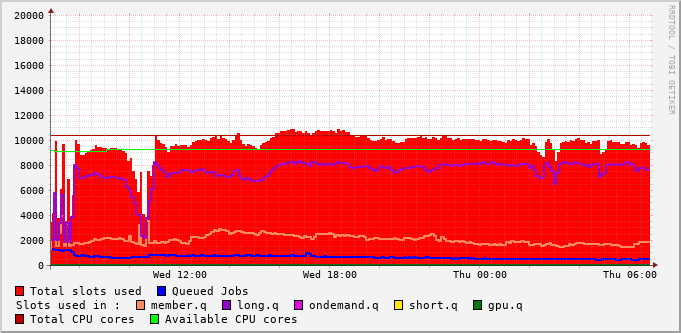 RRDTOOL / TOBI OETIKER
20000
18000
16000
14000
12000
10000
8000
6000
4000
2000
0
Wed 12:00 Wed 18:00 Thu 00:00 Thu 06:00
Total slots used Queued Jobs
Slots used in : member.q long.q ondemand.q short.q gpu.q
Total CPU cores Available CPU cores